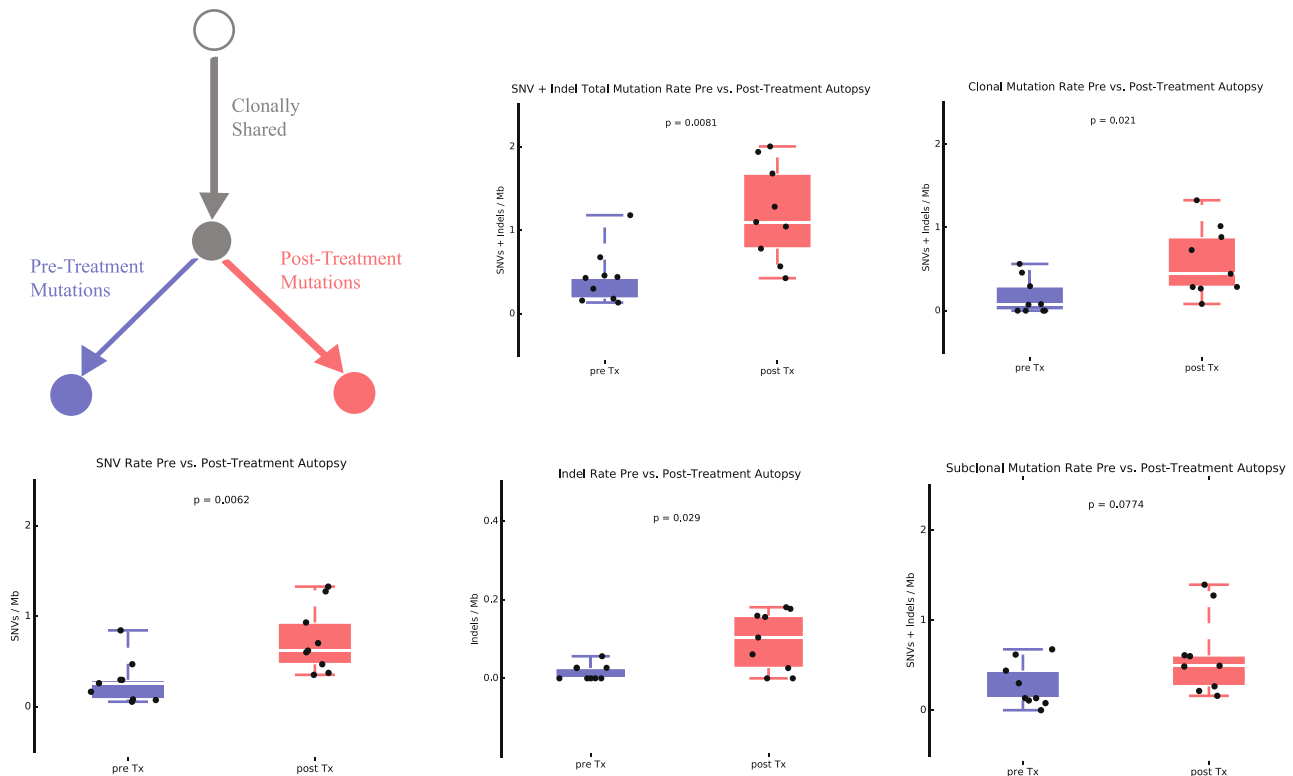 Clonally
Shared
Pre-Treatment
Mutations
Post-Treatment
Mutations
SNV + Indel Total Mutation Rate Pre vs. Post-Treatment Autopsy
p = 0.0081
SNVs + Indels / Mb
2
1
0
pre Tx
post Tx
Clonal Mutation Rate Pre vs. Post-Treatment Autopsy
p = 0.021
SNVs + Indels / Mb
2
1
0
pre Tx
post Tx
SNV Rate Pre vs. Post-Treatment Autopsy
p = 0.0062
SNVs / Mb
2
1
0
pre Tx
post Tx
Indel Rate Pre vs. Post-Treatment Autopsy
p = 0.029
Indels / Mb
0.4
0.2
0.0
pre Tx
post Tx
Subclonal Mutation Rate Pre vs. Post-Treatment Autopsy
p = 0.0774
SNVs + Indels / Mb
2
1
0
pre Tx
post Tx